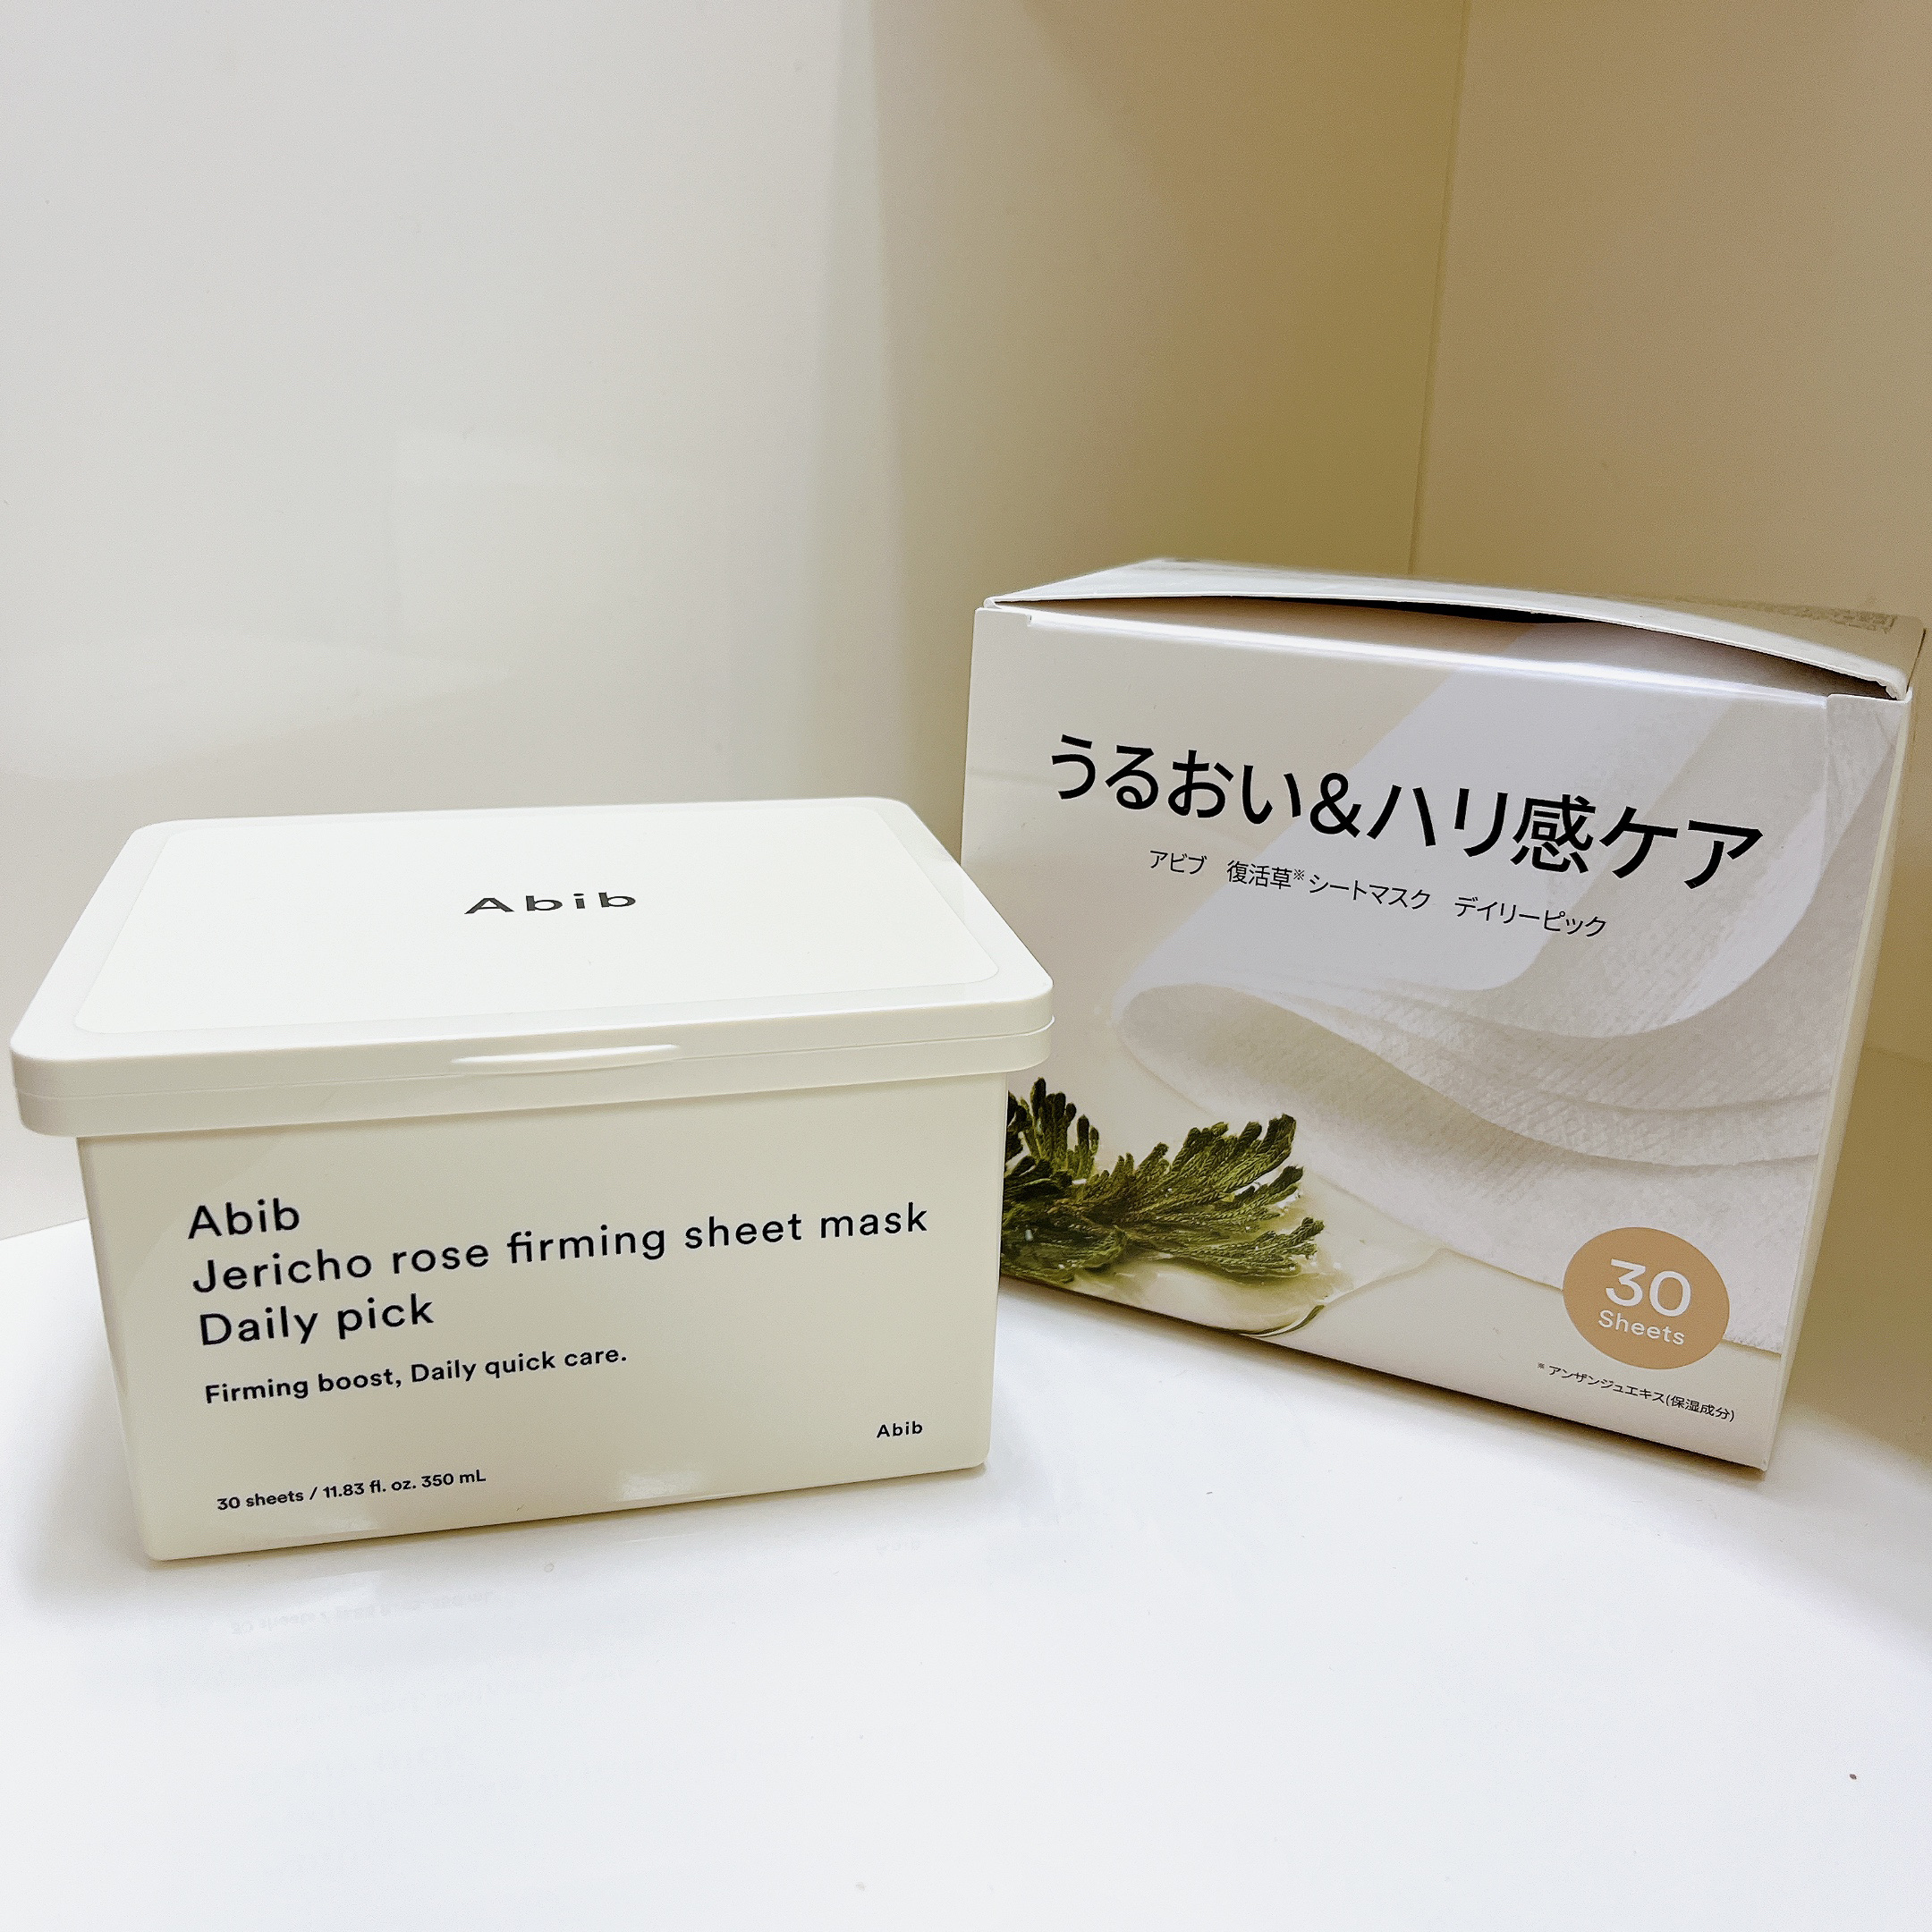 Abib
Abib
Jericho rose firming sheet mask
Daily pick
Firming boost, Daily quick care.
Abib
30 sheets / 11.83 fl. oz. 350 mL
うるおい&ハリ感ケア
アビブ 復活草※シートマスク デイリーピック
30
Sheets
※アンザンジュエキス(保湿成分)